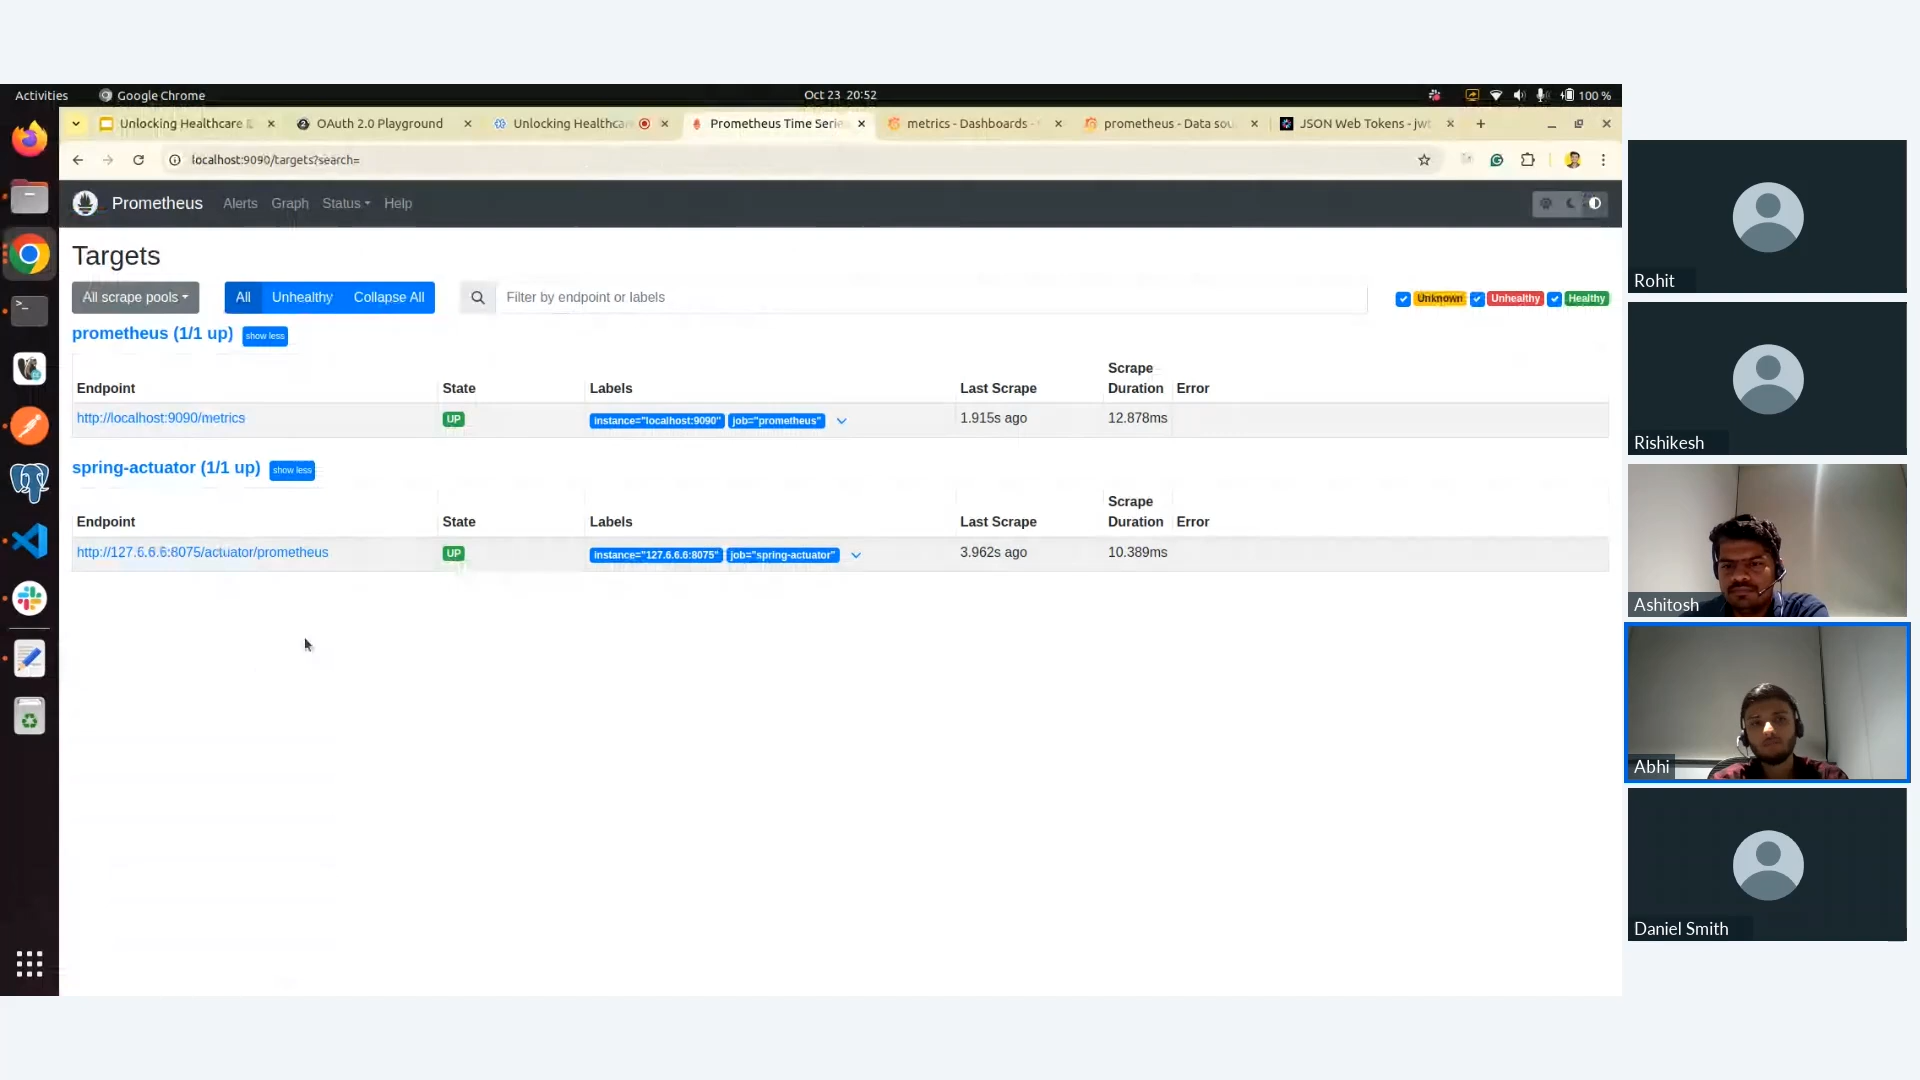 Activities
Google Chrome
Oct 23 20:52
100 %
Unlocking Healthcare
OAuth 2.0 Playground
Unlocking Healthcar
Prometheus Time Serie
metrics - Dashboards -
prometheus - Data sou
JSON Web Tokens - jwt
localhost:9090/targets?search=
Prometheus
Alerts
Graph
Status
Help
Targets
All scrape pools
All
Unhealthy
Collapse All
Filter by endpoint or labels
Unknown
Unhealthy
Healthy
prometheus (1/1 up)
show less
Endpoint
State
Labels
Last Scrape
Scrape Duration
Error
http://localhost:9090/metrics
UP
instance="localhost:9090"
job="prometheus"
1.915s ago
12.878ms
spring-actuator (1/1 up)
show less
Endpoint
State
Labels
Last Scrape
Scrape Duration
Error
http://127.6.6.6:8075/actuator/prometheus
UP
instance="127.6.6.6:8075"
job="spring-actuator"
3.962s ago
10.389ms
Rohit
Rishikesh
Ashitosh
Abhi
Daniel Smith